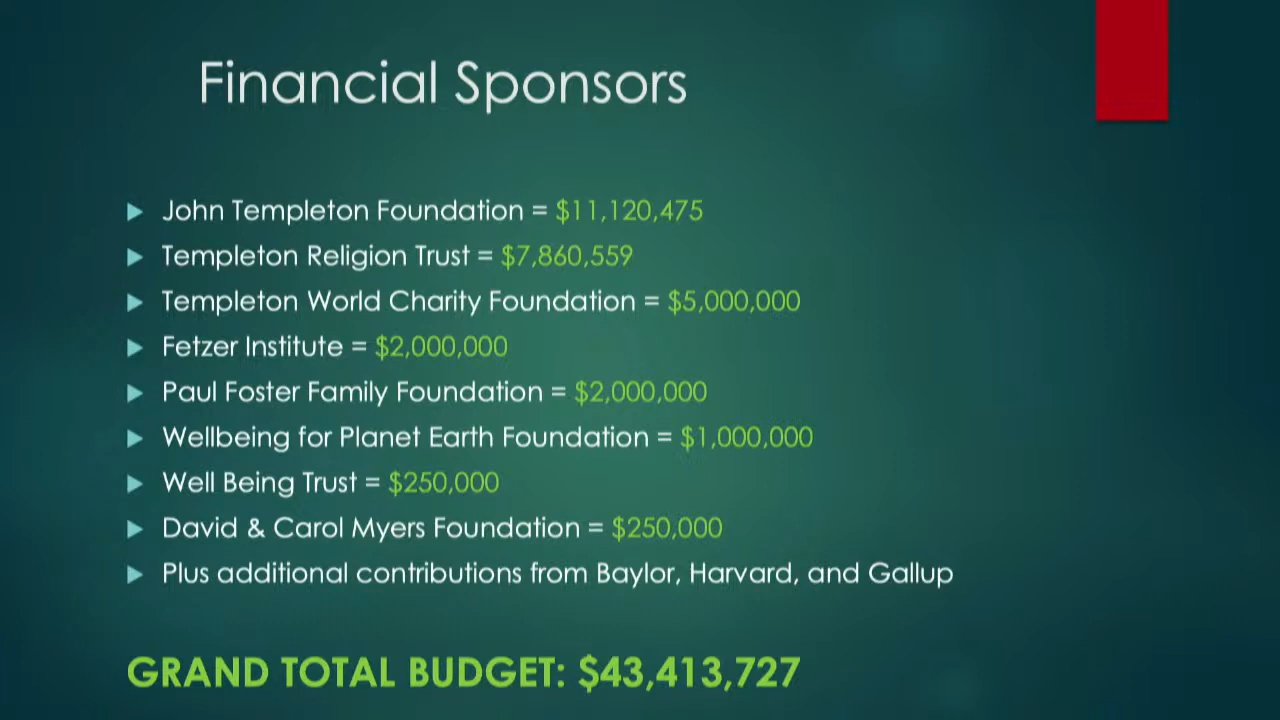 Financial Sponsors
John Templeton Foundation = $11,120,475
Templeton Religion Trust = $7,860,559
Templeton World Charity Foundation = $5,000,000
Fetzer Institute = $2,000,000
Paul Foster Family Foundation = $2,000,000
Wellbeing for Planet Earth Foundation = $1,000,000
Well Being Trust = $250,000
David & Carol Myers Foundation = $250,000
Plus additional contributions from Baylor, Harvard, and Gallup
GRAND TOTAL BUDGET: $43,413,727